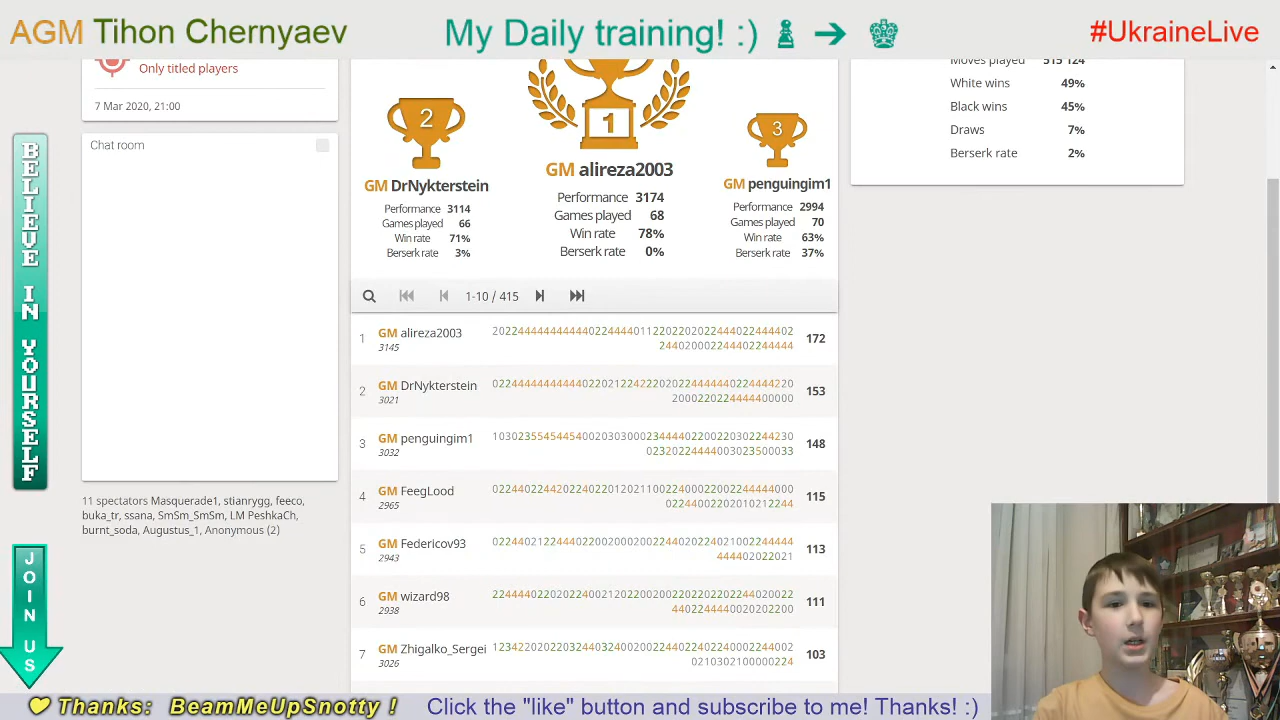 AGM Tihon Chernyaev
My Daily training! :)
#UkraineLive
Only titled players
7 Mar 2020, 21:00
Chat room
11 spectators Masquerade1, stianrygg, feeco,
buka_tr, ssana, SmSm_SmSm, LM PeshkaCh,
burnt_soda, Augustus_1, Anonymous (2)
BELIEVE IN YOURSELF
JOIN US
2
GM DrNykterstein
Performance 3114
Games played 66
Win rate 71%
Berserk rate 3%
1
GM alireza2003
Performance 3174
Games played 68
Win rate 78%
Berserk rate 0%
3
GM penguingim1
Performance 2994
Games played 70
Win rate 63%
Berserk rate 37%
1-10 / 415
1 GM alireza2003 3145 172
2 GM DrNykterstein 3021 153
3 GM penguingim1 3032 148
4 GM FeegLood 2965 115
5 GM Federicov93 2943 113
6 GM wizard98 2938 111
7 GM Zhigalko_Sergei 3026 103
Moves played 515 124
White wins 49%
Black wins 45%
Draws 7%
Berserk rate 2%
Thanks: BeamMeUpSnotty !
Click the "like" button and subscribe to me! Thanks! :)